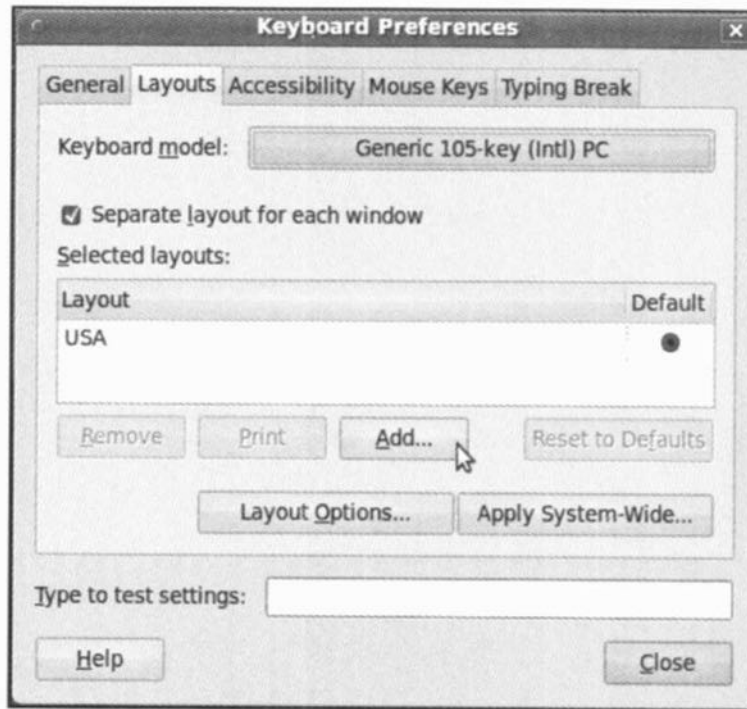 Keyboard Preferences
General Layouts Accessibility Mouse Keys Typing Break
Keyboard model: Generic 105-key (Intl) PC
Separate layout for each window
Selected layouts:
Layout Default
USA
Remove Print Add... Reset to Defaults
Layout Options... Apply System-Wide...
Type to test settings:
Help Close